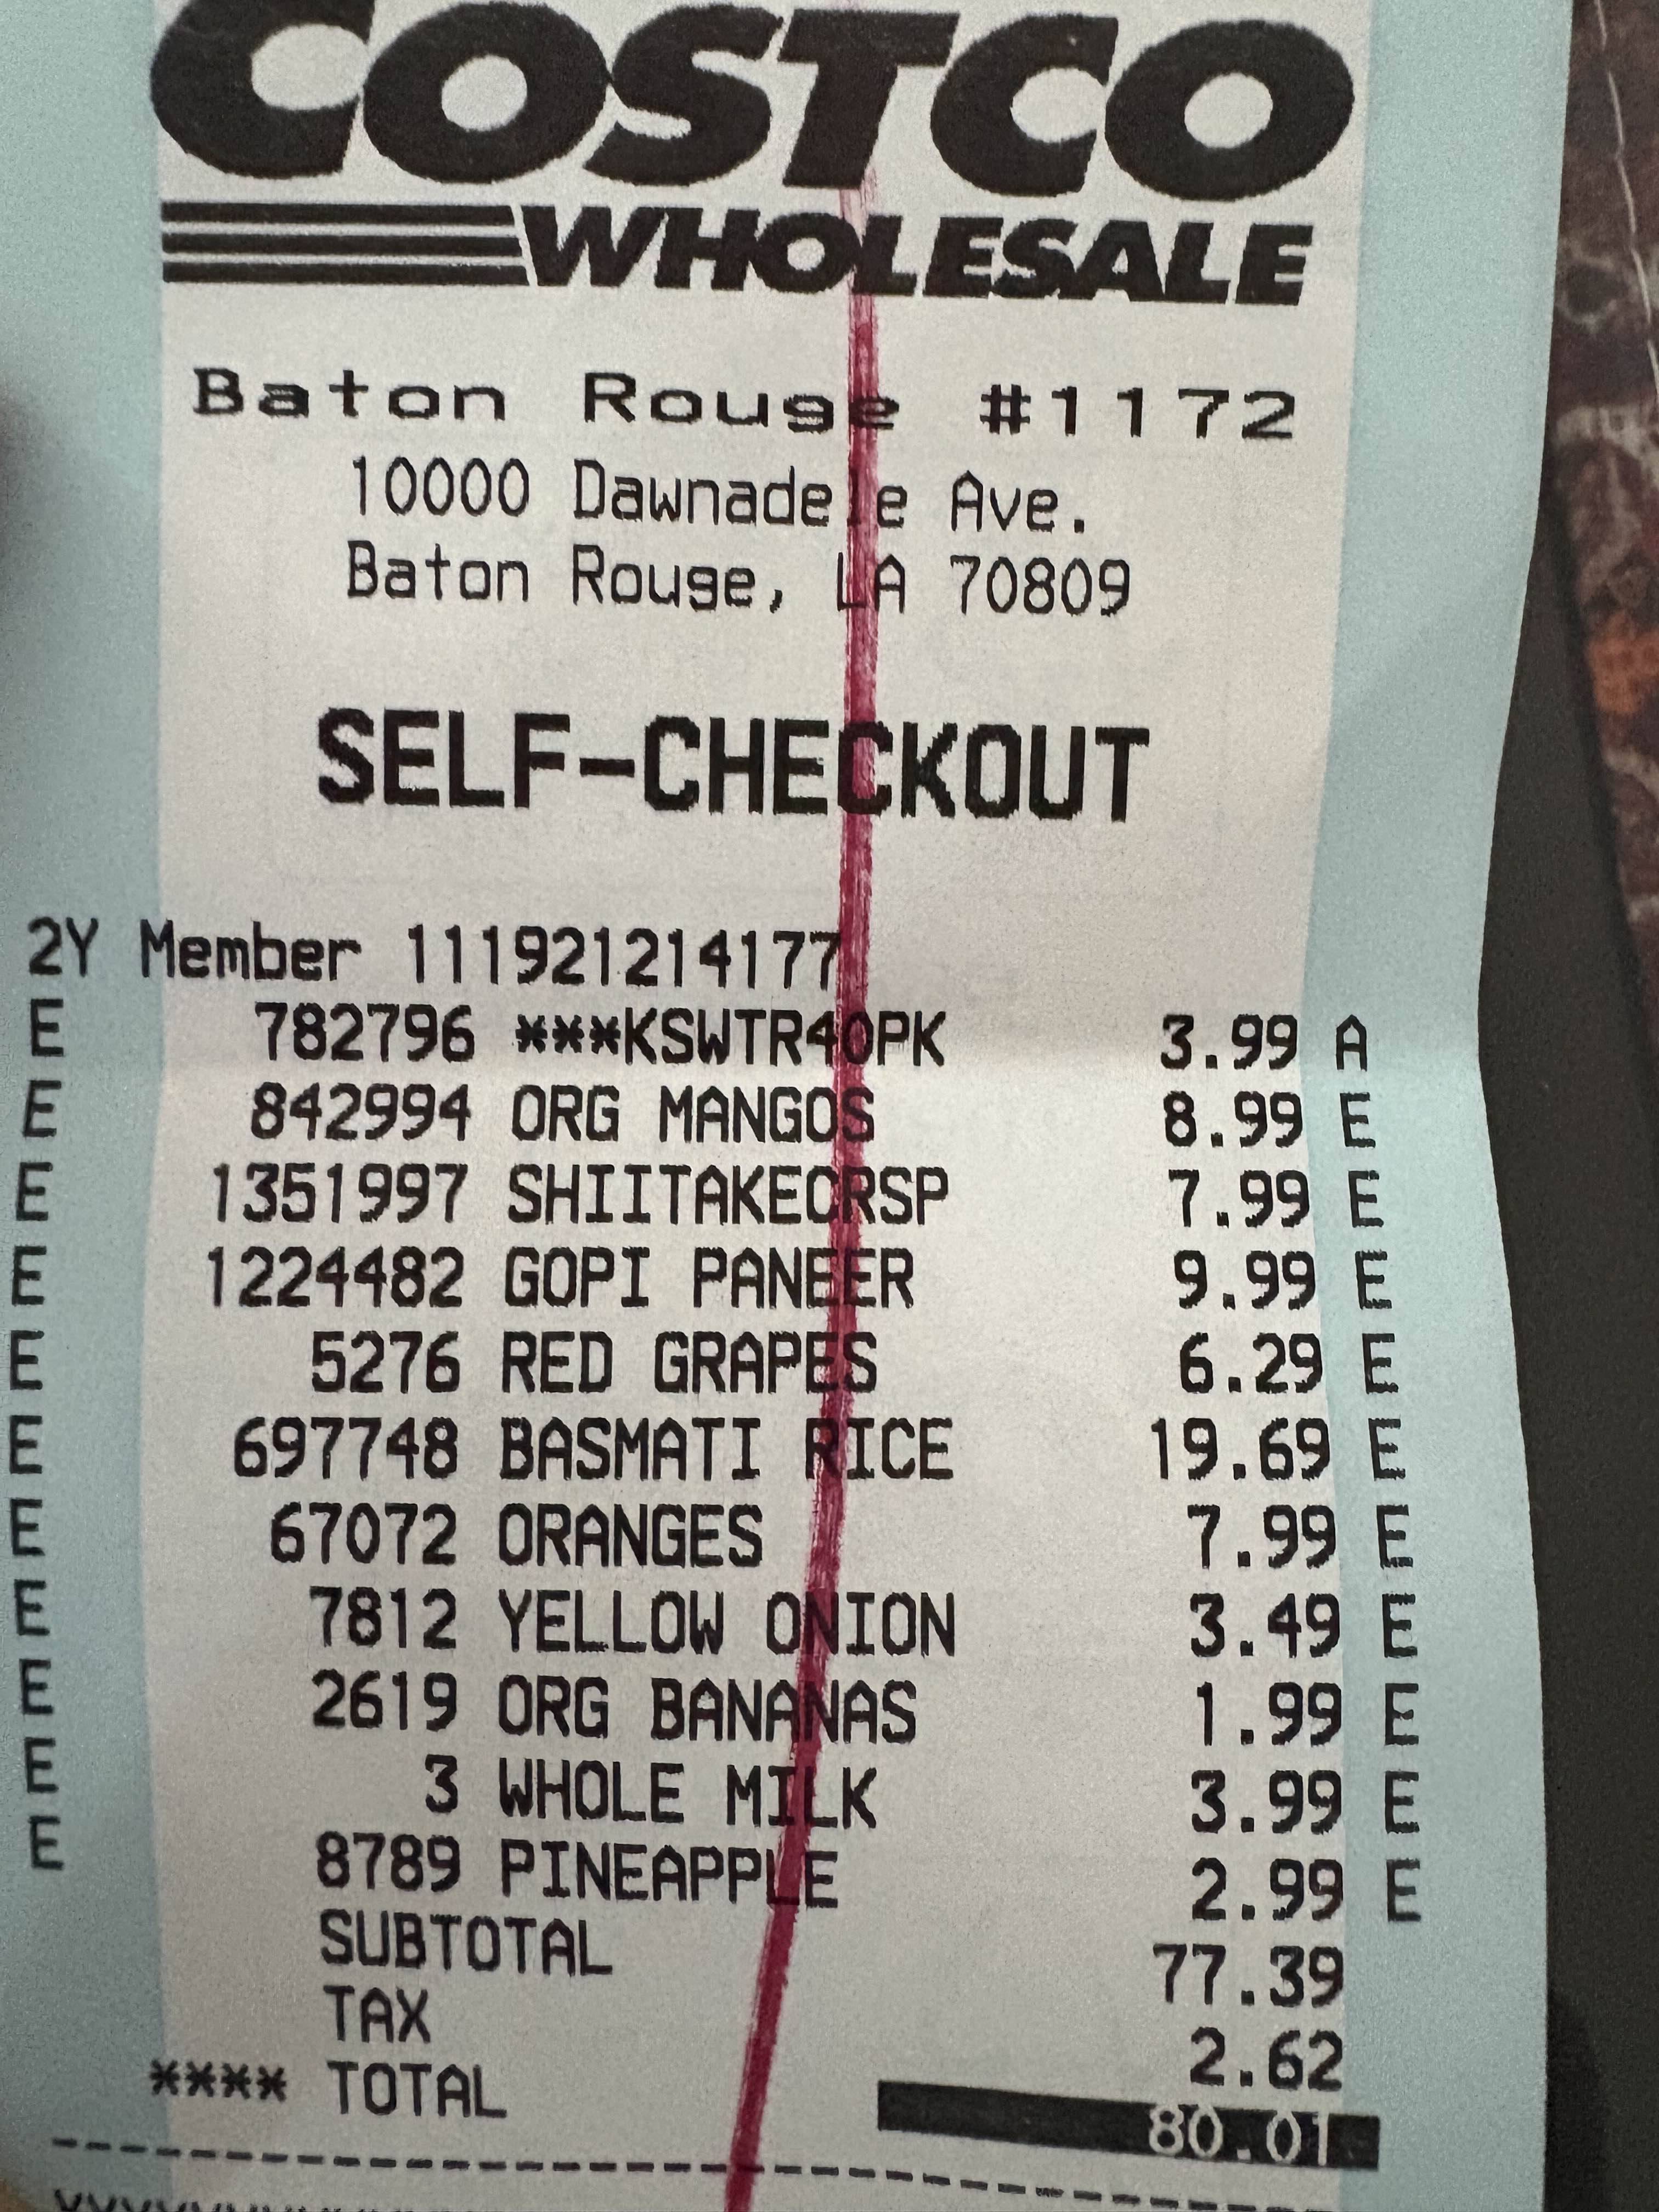 COSTCO
WHOLESALE
Baton Rouge #1172
10000 Dawnadele Ave.
Baton Rouge, LA 70809
SELF-CHECKOUT
2Y Member 111921214177
E 782796 ***KSWTR40PK 3.99 A
E 842994 ORG MANGOS 8.99 E
E 1351997 SHIITAKECRSP 7.99 E
E 1224482 GOPI PANEER 9.99 E
E 5276 RED GRAPES 6.29 E
E 697748 BASMATI RICE 19.69 E
E 67072 ORANGES 7.99 E
E 7812 YELLOW ONION 3.49 E
E 2619 ORG BANANAS 1.99 E
E 3 WHOLE MILK 3.99 E
E 8789 PINEAPPLE 2.99 E
SUBTOTAL 77.39
TAX 2.62
**** TOTAL 80.01